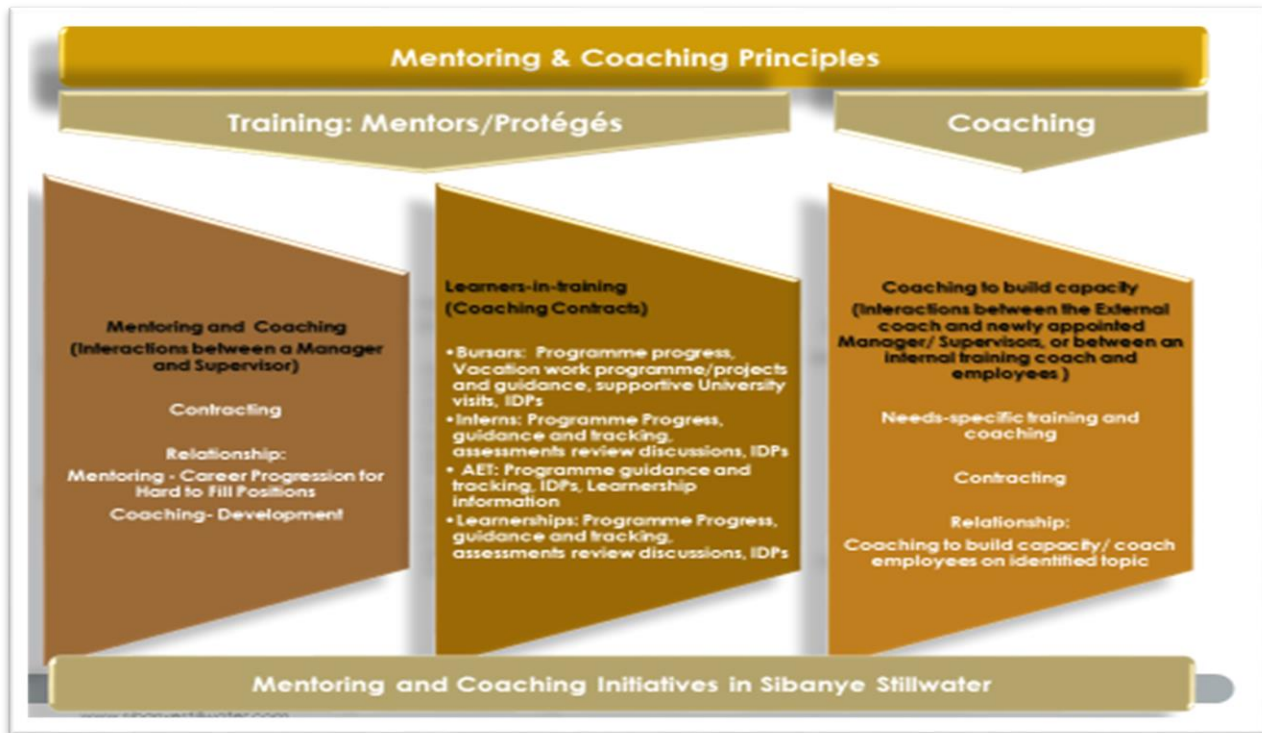 Mentoring & Coaching Principles
Training: Mentors/Protégés
Coaching
Mentoring and Coaching
(Interactions between a Manager
and Supervisor)
Contracting
Relationship:
Mentoring - Career Progression for
Hard to Fill Positions
Coaching- Development
Learners-in-training
(Coaching Contracts)
•Bursars: Programme progress,
Vacation work programme/projects
and guidance, supportive University
visits, IDPs
•Interns: Programme Progress,
guidance and tracking,
assessments review discussions, IDPs
• AET: Programme guidance and
tracking, IDPs, Learnership
information
•Learnerships: Programme Progress,
guidance and tracking,
assessments review discussions, IDPs
Coaching to build capacity
(Interactions between the External
coach and newly appointed
Manager/ Supervisors, or between an
internal training coach and
employees )
Needs-specific training and
coaching
Contracting
Relationship:
Coaching to build capacity/ coach
employees on identified topic
Mentoring and Coaching Initiatives in Sibanye Stillwater